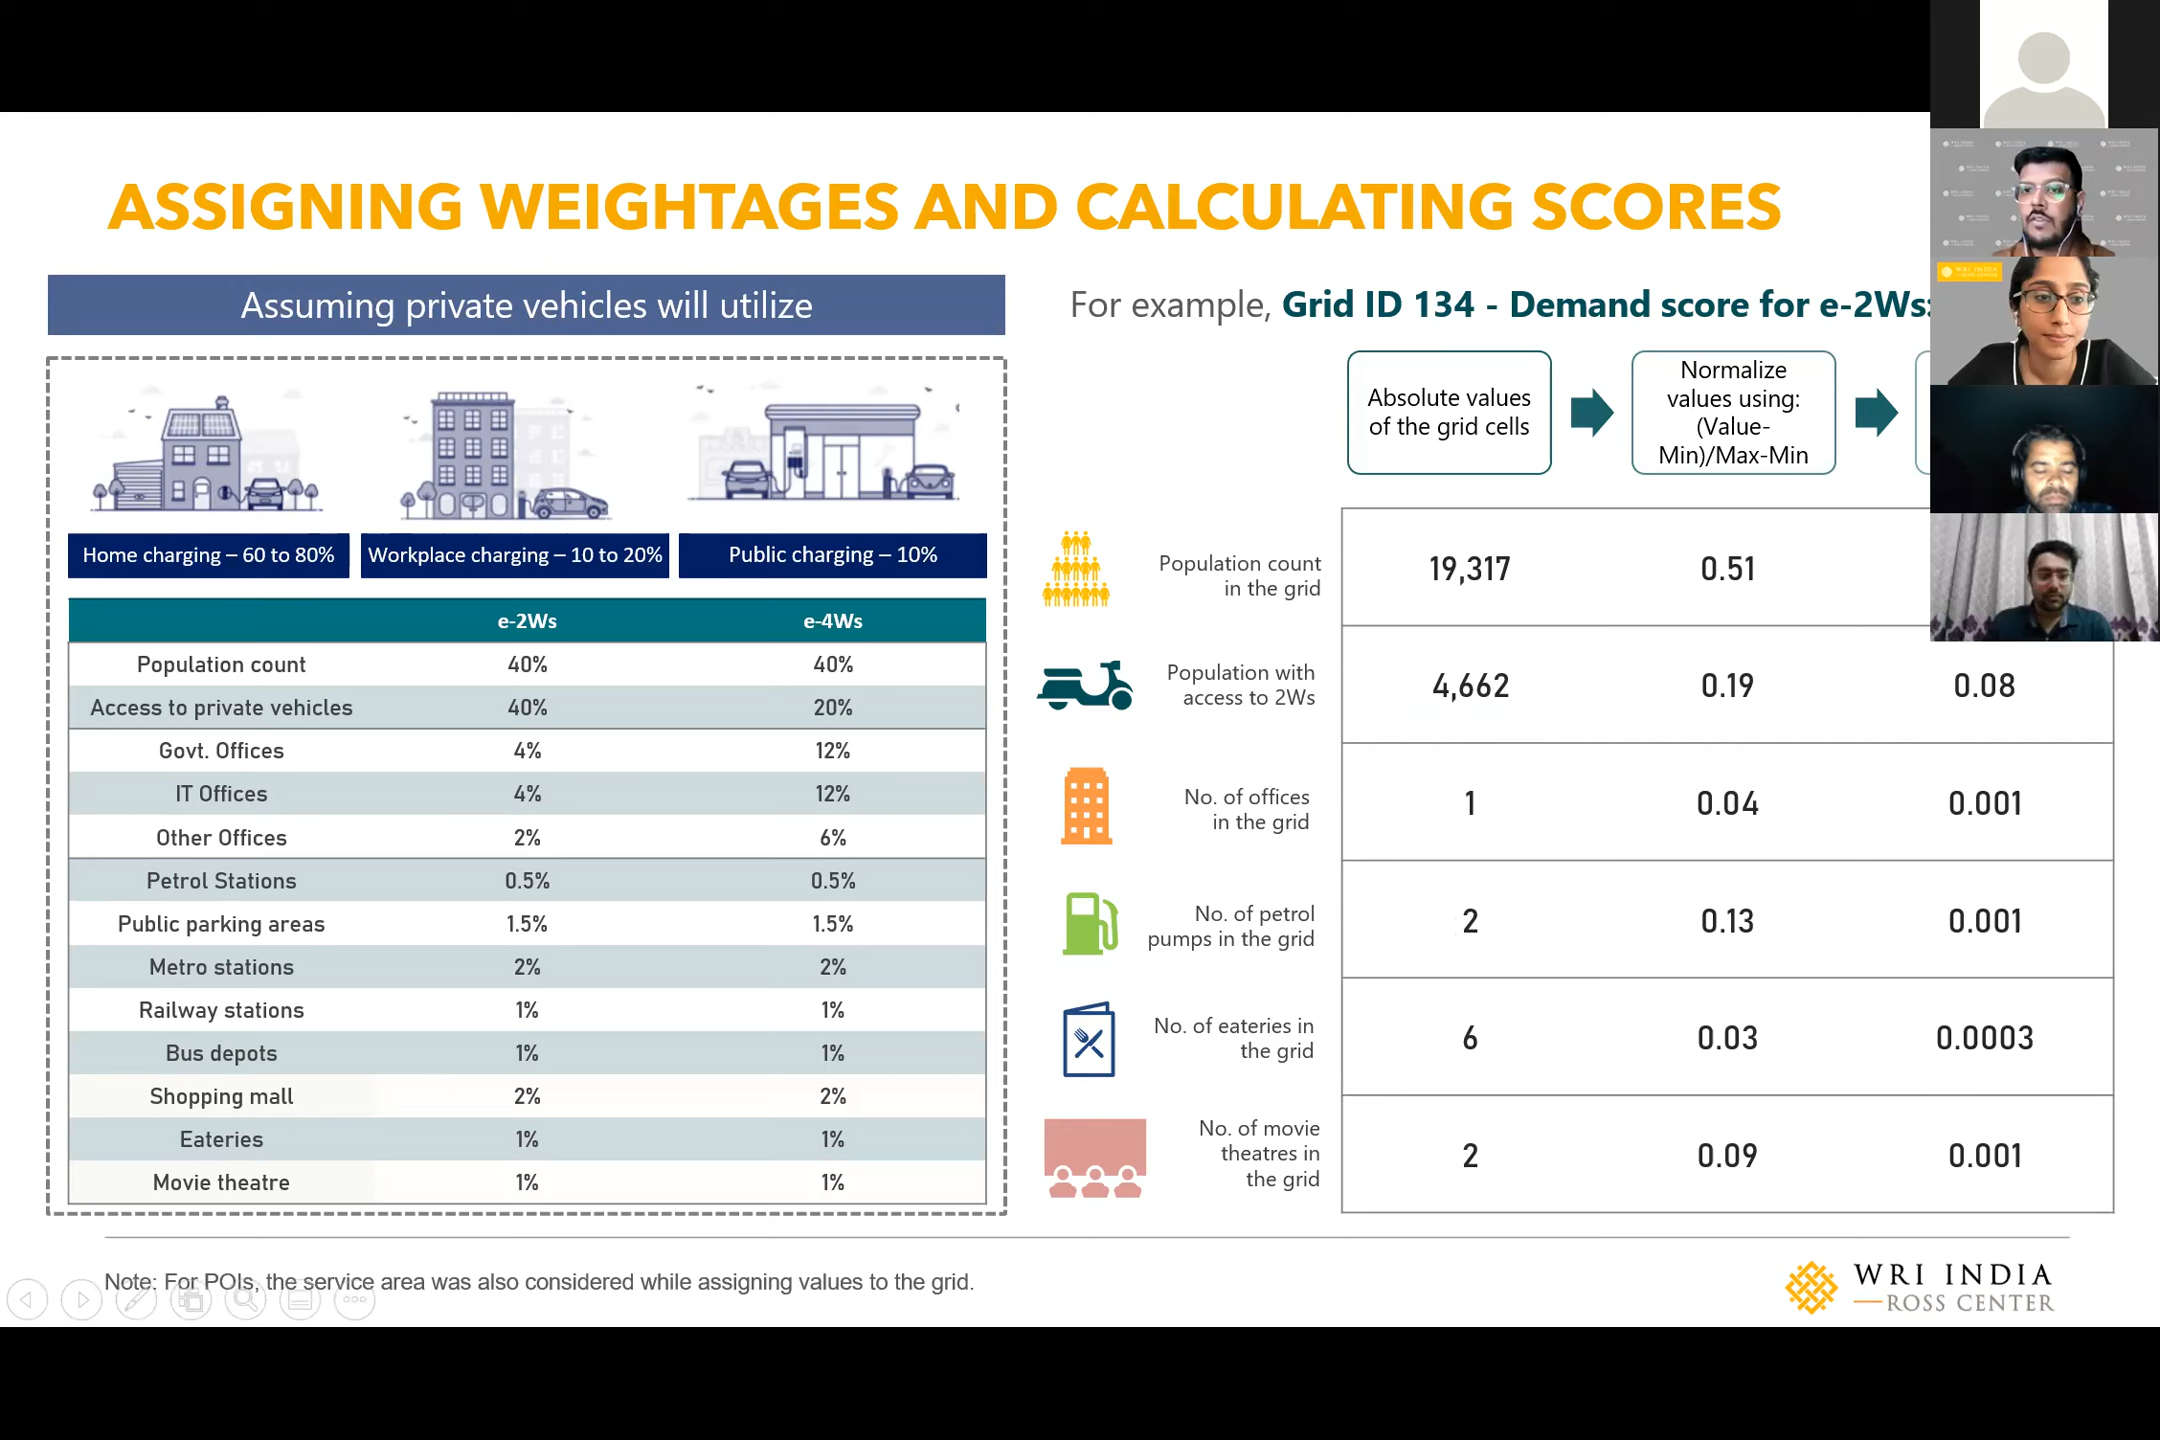 ASSIGNING WEIGHTAGES AND CALCULATING SCORES
Assuming private vehicles will utilize
Home charging – 60 to 80%
Workplace charging – 10 to 20%
Public charging – 10%
e-2Ws e-4Ws
Population count 40% 40%
Access to private vehicles 40% 20%
Govt. Offices 4% 12%
IT Offices 4% 12%
Other Offices 2% 6%
Petrol Stations 0.5% 0.5%
Public parking areas 1.5% 1.5%
Metro stations 2% 2%
Railway stations 1% 1%
Bus depots 1% 1%
Shopping mall 2% 2%
Eateries 1% 1%
Movie theatre 1% 1%
For example, Grid ID 134 - Demand score for e-2Ws:
Absolute values
of the grid cells
Normalize
values using:
(Value-
Min)/Max-Min
Population count
in the grid
19,317 0.51
Population with
access to 2Ws
4,662 0.19 0.08
No. of offices
in the grid
1 0.04 0.001
No. of petrol
pumps in the grid
2 0.13 0.001
No. of eateries in
the grid
6 0.03 0.0003
No. of movie
theatres in
the grid
2 0.09 0.001
Note: For POIs, the service area was also considered while assigning values to the grid.
WRI INDIA
ROSS CENTER
WRI INDIA